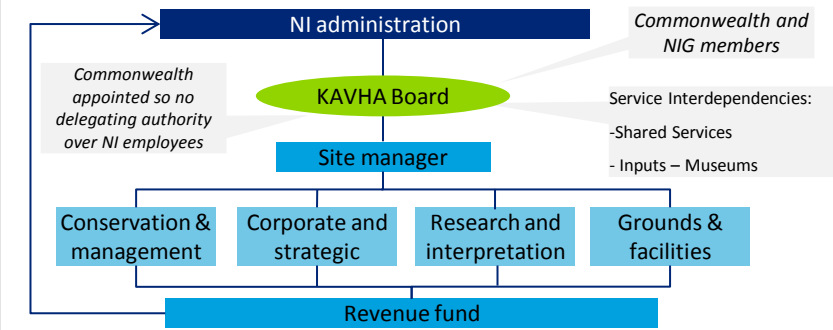 NI administration
Commonwealth and
NIG members
Commonwealth
appointed so no
delegating authority
over NI employees
KAVHA Board
Service Interdependencies:
-Shared Services
- Inputs – Museums
Site manager
Conservation &
management
Corporate and
strategic
Research and
interpretation
Grounds &
facilities
Revenue fund